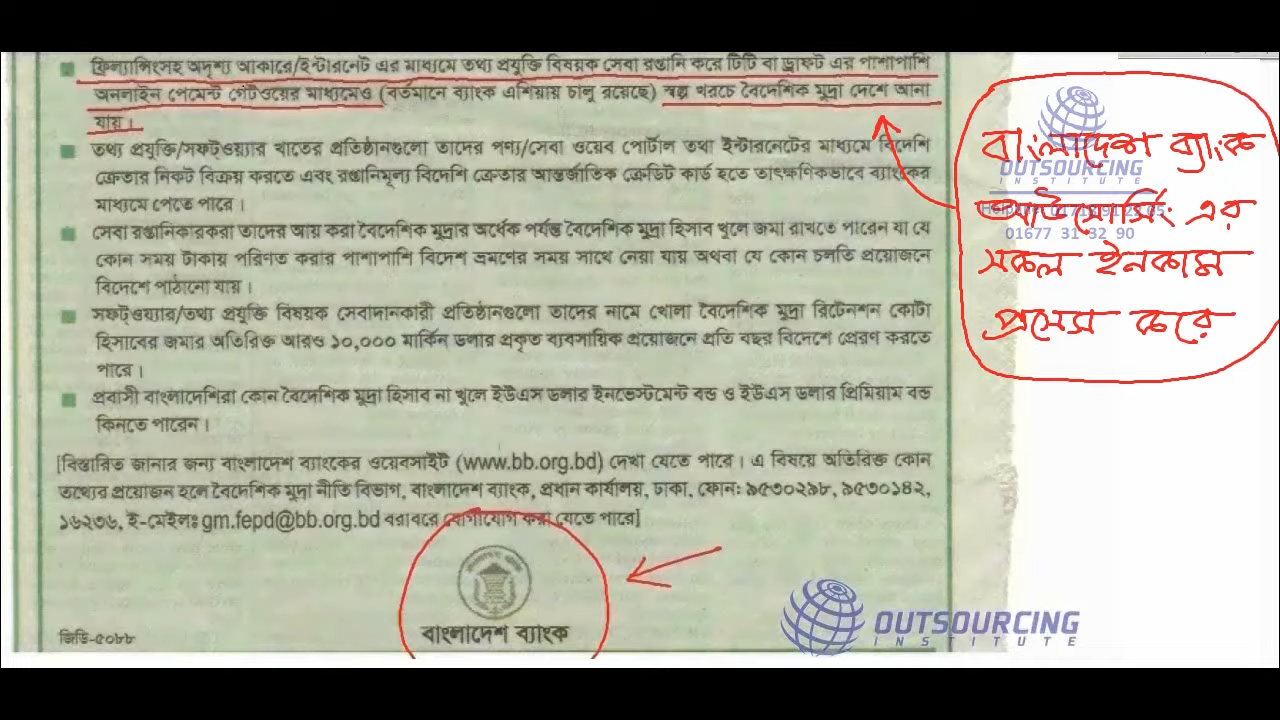 ফ্রিল্যান্সিংসহ অদৃশ্য আকারে/ইন্টারনেট এর মাধ্যমে তথ্য প্রযুক্তি বিষয়ক সেবা রপ্তানি করে টিটি বা ড্রাফট এর পাশাপাশি
অনলাইন পেমেন্ট গেটওয়ের মাধ্যমেও (বর্তমানে ব্যাংক এশিয়ায় চালু রয়েছে) স্বল্প খরচে বৈদেশিক মুদ্রা দেশে আনা
যায়।
তথ্য প্রযুক্তি/সফট্ওয়্যার খাতের প্রতিষ্ঠানগুলো তাদের পণ্য/সেবা ওয়েব পোর্টাল তথা ইন্টারনেটের মাধ্যমে বিদেশি
ক্রেতার নিকট বিক্রয় করতে এবং রপ্তানিমূল্য বিদেশি ক্রেতার আন্তর্জাতিক ক্রেডিট কার্ড হতে তাৎক্ষণিকভাবে ব্যাংকের
মাধ্যমে পেতে পারে।
সেবা রপ্তানিকারকরা তাদের আয় করা বৈদেশিক মুদ্রার অর্ধেক পর্যন্ত বৈদেশিক মুদ্রা হিসাব খুলে জমা রাখতে পারেন যা যে
কোন সময় টাকায় পরিণত করার পাশাপাশি বিদেশ ভ্রমণের সময় সাথে নেয়া যায় অথবা যে কোন চলতি প্রয়োজনে
বিদেশে পাঠানো যায়।
সফট্ওয়্যার/তথ্য প্রযুক্তি বিষয়ক সেবাদানকারী প্রতিষ্ঠানগুলো তাদের নামে খোলা বৈদেশিক মুদ্রা রিটেনশন কোটা
হিসাবের জমার অতিরিক্ত আরও ১০,০০০ মার্কিন ডলার প্রকৃত ব্যবসায়িক প্রয়োজনে প্রতি বছর বিদেশে প্রেরণ করতে
পারে।
প্রবাসী বাংলাদেশিরা কোন বৈদেশিক মুদ্রা হিসাব না খুলে ইউএস ডলার ইনভেস্টমেন্ট বন্ড ও ইউএস ডলার প্রিমিয়াম বন্ড
কিনতে পারেন।
[বিস্তারিত জানার জন্য বাংলাদেশ ব্যাংকের ওয়েবসাইট (www.bb.org.bd) দেখা যেতে পারে। এ বিষয়ে অতিরিক্ত কোন
তথ্যের প্রয়োজন হলে বৈদেশিক মুদ্রা নীতি বিভাগ, বাংলাদেশ ব্যাংক, প্রধান কার্যালয়, ঢাকা, ফোন: ৯৫৩০২৯৮, ৯৫৩০১৪২,
১৬২৩৬, ই-মেইলঃ gm.fepd@bb.org.bd বরাবরে যোগাযোগ করা যেতে পারে]
বাংলাদেশ ব্যাংক
জিডি-৫০৮৮
বাংলাদেশ ব্যাংক
আউটসোর্সিং এর
সকল ইনকাম
প্রসেস করে
OUTSOURCING
INSTITUTE
01677 31 32 90
OUTSOURCING
INSTITUTE